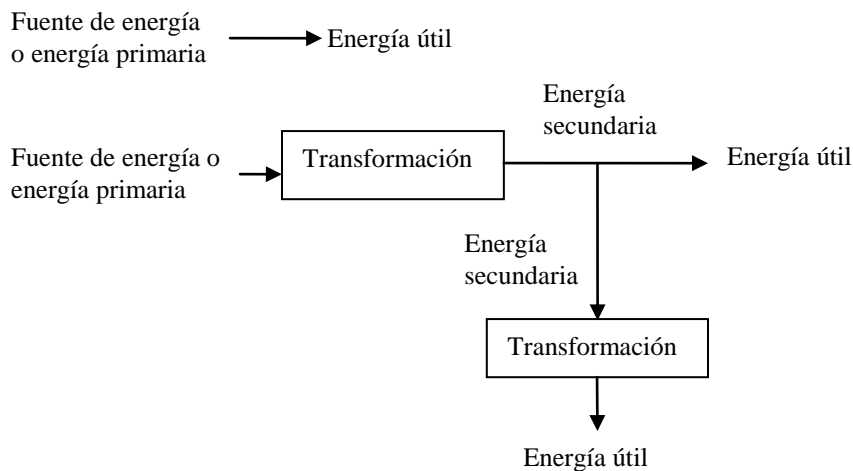 Fuente de energía
o energía primaria
Energía útil
Energía
secundaria
Fuente de energía o
energía primaria
Transformación
Energía útil
Energía
secundaria
Transformación
Energía útil